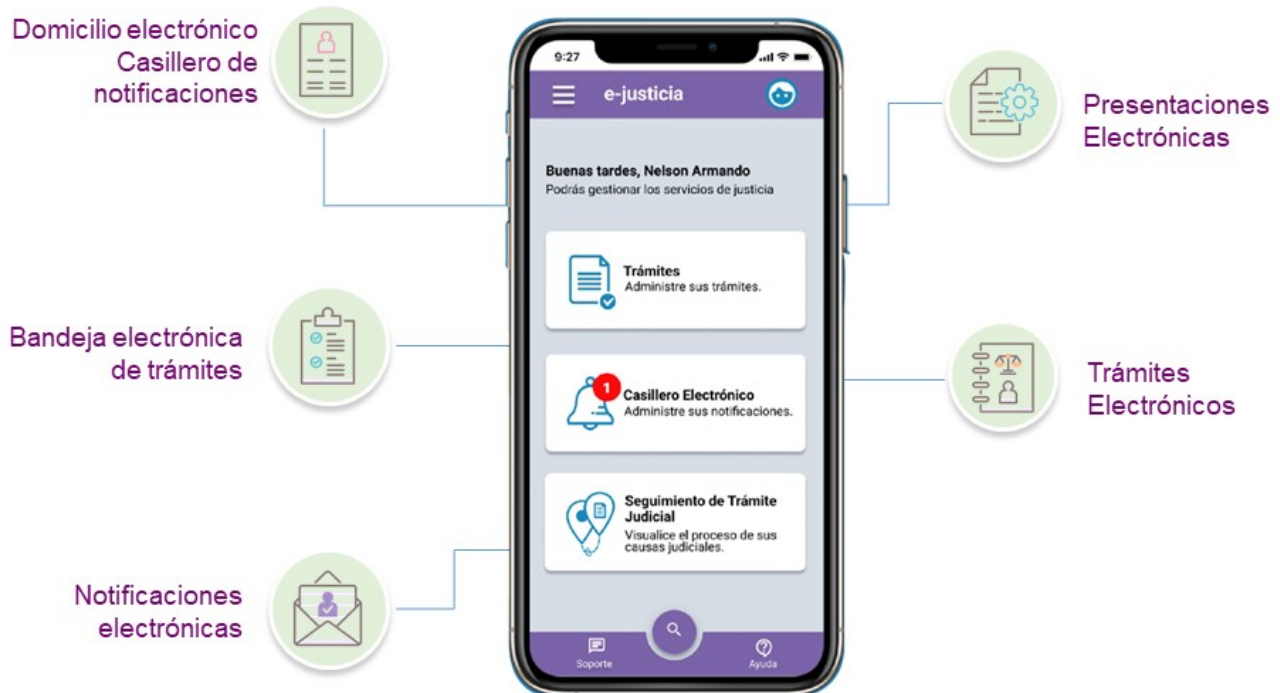 Domicilio electrónico
Casillero de
notificaciones
Bandeja electrónica
de trámites
Notificaciones
electrónicas
9:27
e-justicia
Buenas tardes, Nelson Armando
Podrás gestionar los servicios de justicia
Trámites
Administre sus trámites.
1
Casillero Electrónico
Administre sus notificaciones.
Seguimiento de Trámite
Judicial
Visualice el proceso de sus
causas judiciales.
Soporte
Ayuda
Presentaciones
Electrónicas
Trámites
Electrónicos